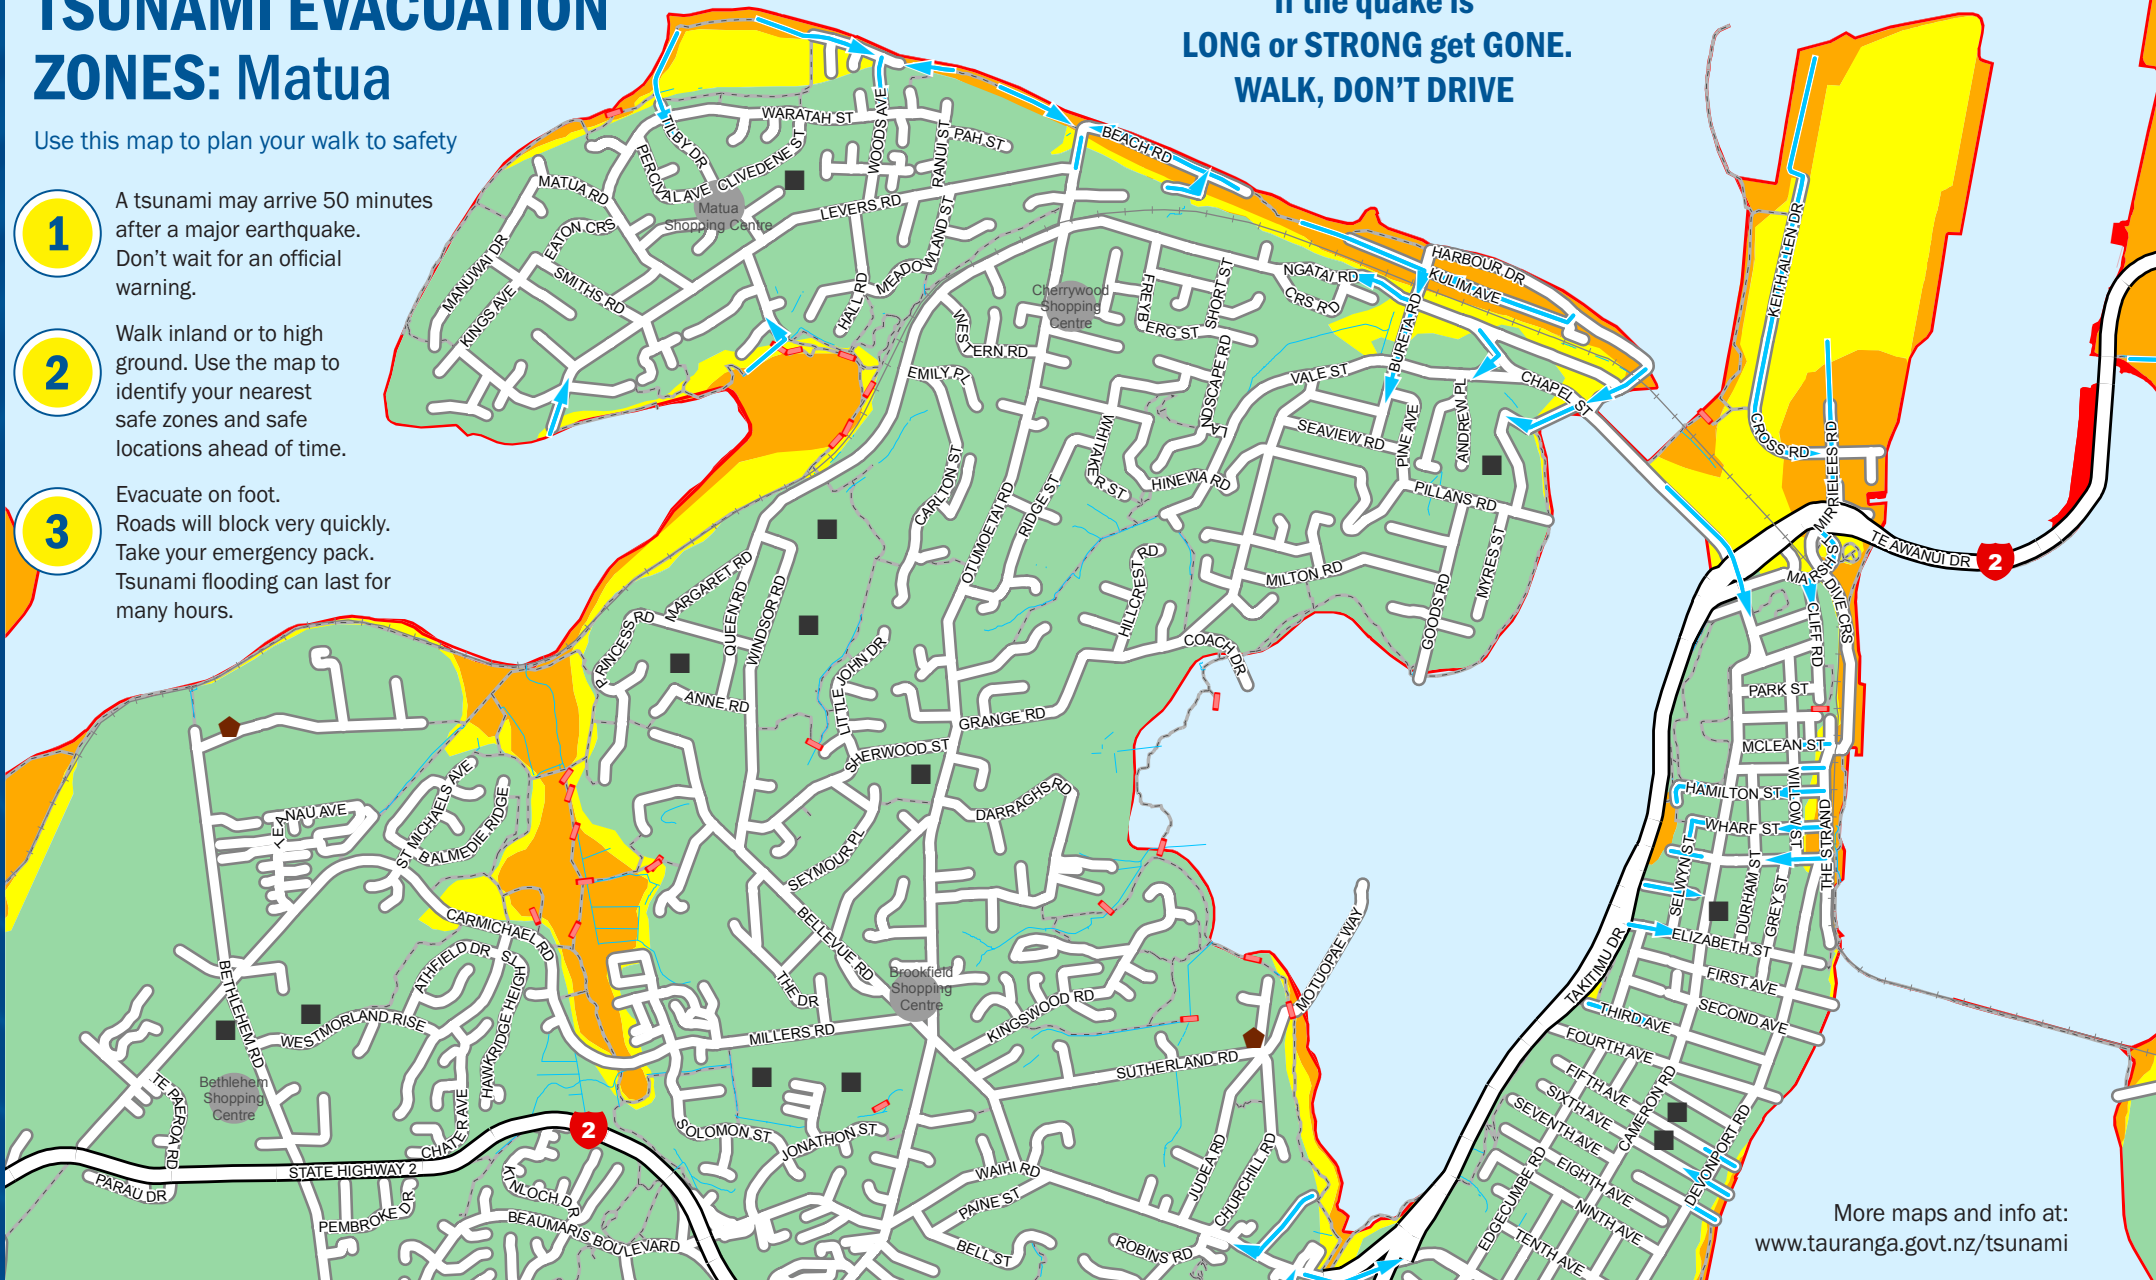 TSUNAMI EVACUATION
ZONES: Matua
Use this map to plan your walk to safety
1
A tsunami may arrive 50 minutes
after a major earthquake.
Don't wait for an official
warning.
2
Walk inland or to high
ground. Use the map to
identify your nearest
safe zones and safe
locations ahead of time.
3
Evacuate on foot.
Roads will block very quickly.
Take your emergency pack.
Tsunami flooding can last for
many hours.
If the quake is
LONG or STRONG get GONE.
WALK, DON'T DRIVE
WARATAH ST
TILBY DR
PERCIVAL AVE
CLIVEDENE ST
WOODS AVE
RANUI ST
PAH ST
BEACH RD
MATUA RD
Matua
Shopping Centre
LEVERS RD
EATON CRS
MANUWAI DR
SMITHS RD
KINGS AVE
HALL RD
MEADOWLAND ST
Cherrywood
Shopping
Centre
WESTERN RD
EMILY PL
FREYBERG ST
SHORT ST
LANDSCAPE RD
NGATAI RD
CRS RD
HARBOUR DR
KULIM AVE
BURETA RD
VALE ST
CHAPEL ST
SEAVIEW RD
PINE AVE
ANDREW PL
PILLANS RD
MYRES ST
GOODS RD
MILTON RD
WHITAKER ST
HINEWA RD
HILLCREST RD
COACH DR
CARLTON ST
OTUMOETAI RD
RIDGE ST
MARGARET RD
QUEEN RD
WINDSOR RD
PRINCESS RD
ANNE RD
LITTLE JOHN DR
SHERWOOD ST
GRANGE RD
DARRAGHS RD
SEYMOUR PL
BELLEVUE RD
THE DR
Brookfield
Shopping
Centre
MILLERS RD
KINGSWOOD RD
SUTHERLAND RD
MOTUOPAE WAY
SOLOMON ST
JONATHON ST
WAIHI RD
PAINE ST
BELL ST
ROBINS RD
JUDEA RD
CHURCHILL RD
TE ANAU AVE
ST MICHAELS AVE
BALMEDIE RIDGE
CARMICHAEL RD
ATHFIELD DR
HAWKRIDGE HEIGHTS
BETHLEHEM RD
WESTMORLAND RISE
Bethlehem
Shopping
Centre
TE PAEROA RD
CHATER AVE
STATE HIGHWAY 2
2
PARAU DR
PEMBROKE DR
KINLOCH DR
BEAUMARIS BOULEVARD
KEITH ALLEN DR
CROSS RD
MIRRIELEES RD
TE AWANUI DR
2
MARSH ST
DIVE CRS
CLIFF RD
PARK ST
MCLEAN ST
WILLOW ST
HAMILTON ST
WHARF ST
THE STRAND
SELWYN ST
DURHAM ST
GREY ST
ELIZABETH ST
TAKITIMU DR
FIRST AVE
SECOND AVE
THIRD AVE
FOURTH AVE
FIFTH AVE
SIXTH AVE
SEVENTH AVE
CAMERON RD
EIGHTH AVE
DEVONPORT RD
EDGECUMBE RD
NINTH AVE
TENTH AVE
More maps and info at:
www.tauranga.govt.nz/tsunami